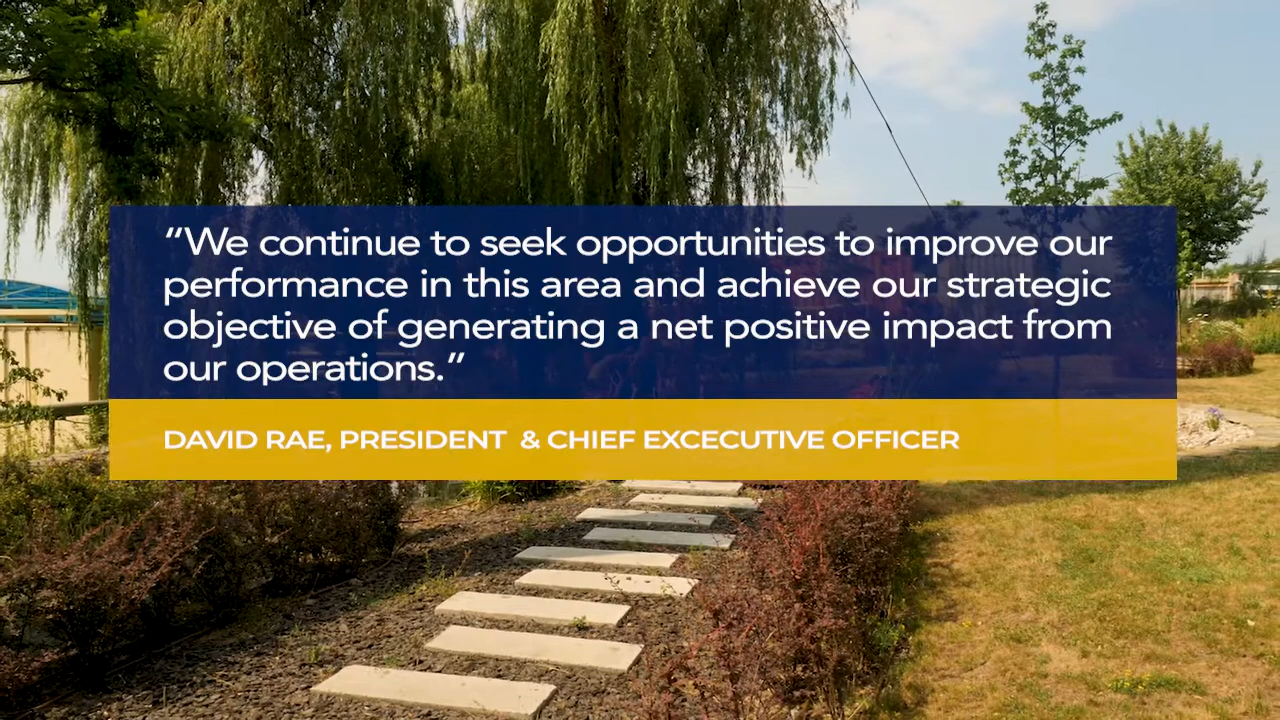 “We continue to seek opportunities to improve our
performance in this area and achieve our strategic
objective of generating a net positive impact from
our operations.”
DAVID RAE, PRESIDENT & CHIEF EXCECUTIVE OFFICER